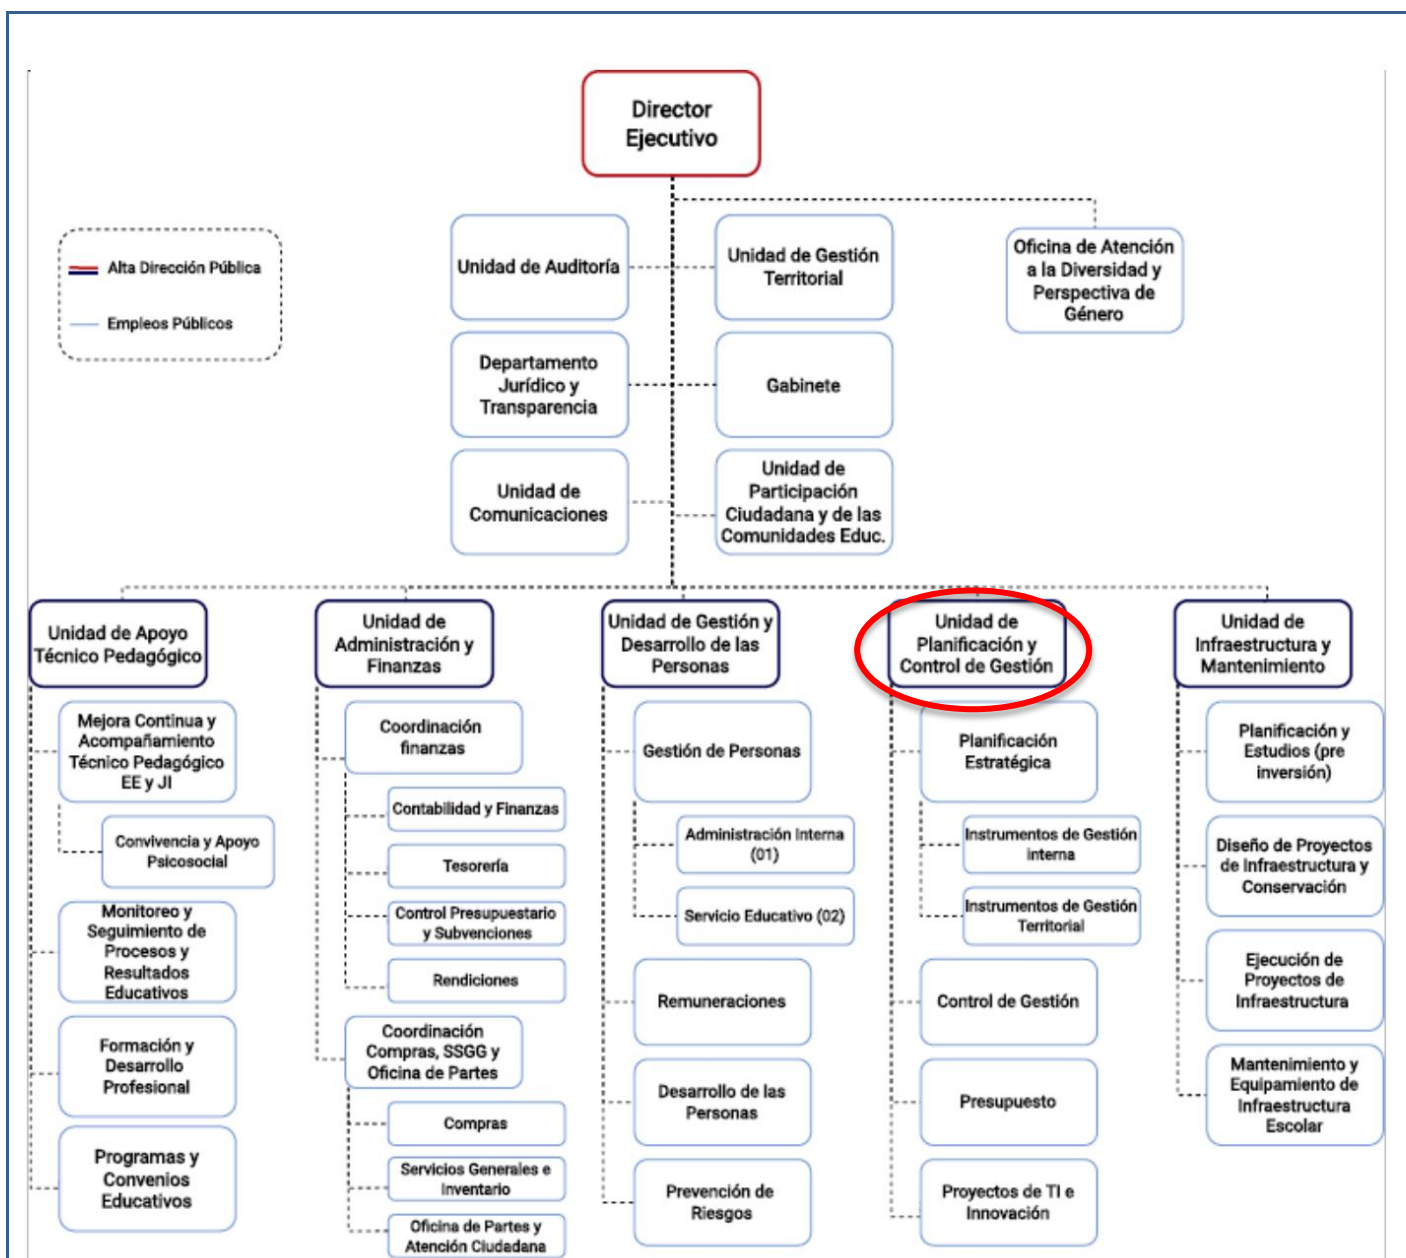 Director
Ejecutivo
Alta Dirección Pública
Empleos Públicos
Unidad de Auditoría
Unidad de Gestión
Territorial
Oficina de Atención
a la Diversidad y
Perspectiva de
Género
Departamento
Jurídico y
Transparencia
Gabinete
Unidad de
Comunicaciones
Unidad de
Participación
Ciudadana y de las
Comunidades Educ.
Unidad de Apoyo
Técnico Pedagógico
Mejora Continua y
Acompañamiento
Técnico Pedagógico
EE y JI
Convivencia y Apoyo
Psicosocial
Monitoreo y
Seguimiento de
Procesos y
Resultados
Educativos
Formación y
Desarrollo
Profesional
Programas y
Convenios
Educativos
Unidad de
Administración y
Finanzas
Coordinación
finanzas
Contabilidad y Finanzas
Tesorería
Control Presupuestario
y Subvenciones
Rendiciones
Coordinación
Compras, SSGG y
Oficina de Partes
Compras
Servicios Generales e
Inventario
Oficina de Partes y
Atención Ciudadana
Unidad de Gestión y
Desarrollo de las
Personas
Gestión de Personas
Administración Interna
(01)
Servicio Educativo (02)
Remuneraciones
Desarrollo de las
Personas
Prevención de
Riesgos
Unidad de
Planificación y
Control de Gestión
Planificación
Estratégica
Instrumentos de Gestión
interna
Instrumentos de Gestión
Territorial
Control de Gestión
Presupuesto
Proyectos de TI e
Innovación
Unidad de
Infraestructura y
Mantenimiento
Planificación y
Estudios (pre
inversión)
Diseño de Proyectos
de Infraestructura y
Conservación
Ejecución de
Proyectos de
Infraestructura
Mantenimiento y
Equipamiento de
Infraestructura
Escolar